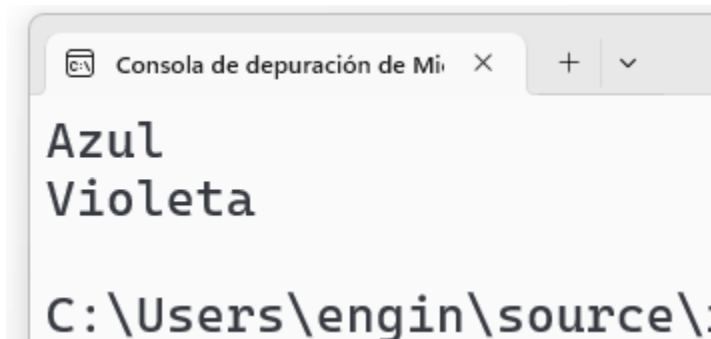 Consola de depuración de Mi
Azul
Violeta
C:\Users\engin\source\